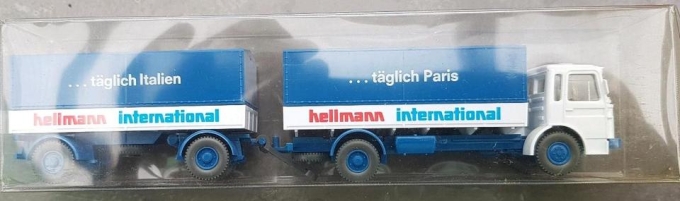 ...täglich Italien
hellmann international
...täglich Paris
hellmann international